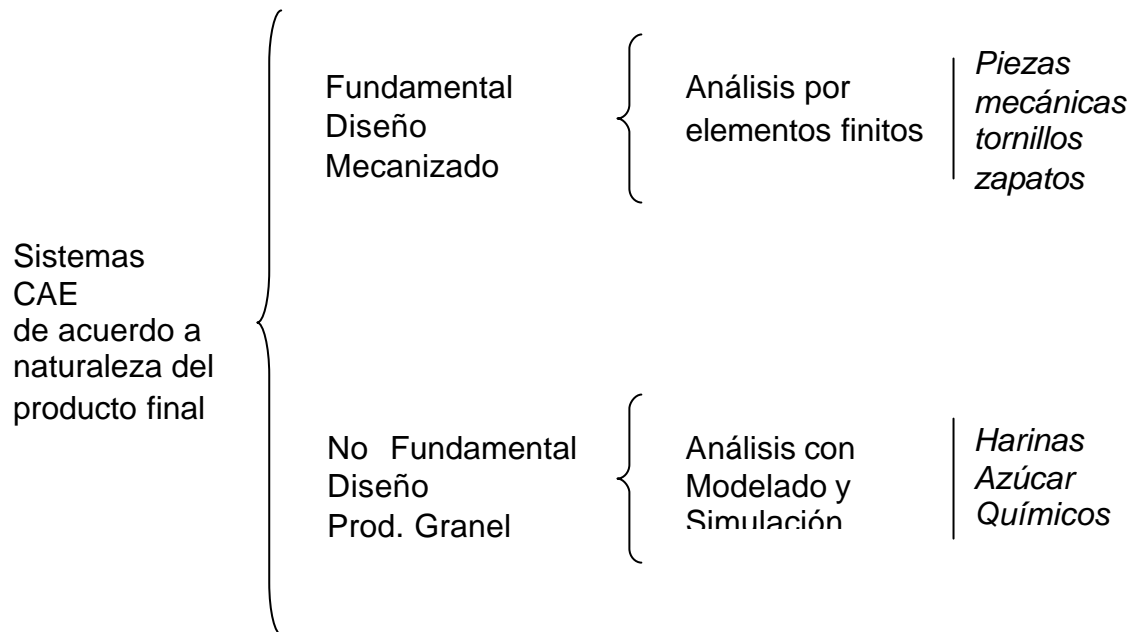 Sistemas
CAE
de acuerdo a
naturaleza del
producto final
Fundamental
Diseño
Mecanizado
Análisis por
elementos finitos
Piezas
mecánicas
tornillos
zapatos
No Fundamental
Diseño
Prod. Granel
Análisis con
Modelado y
Simulación
Harinas
Azúcar
Químicos